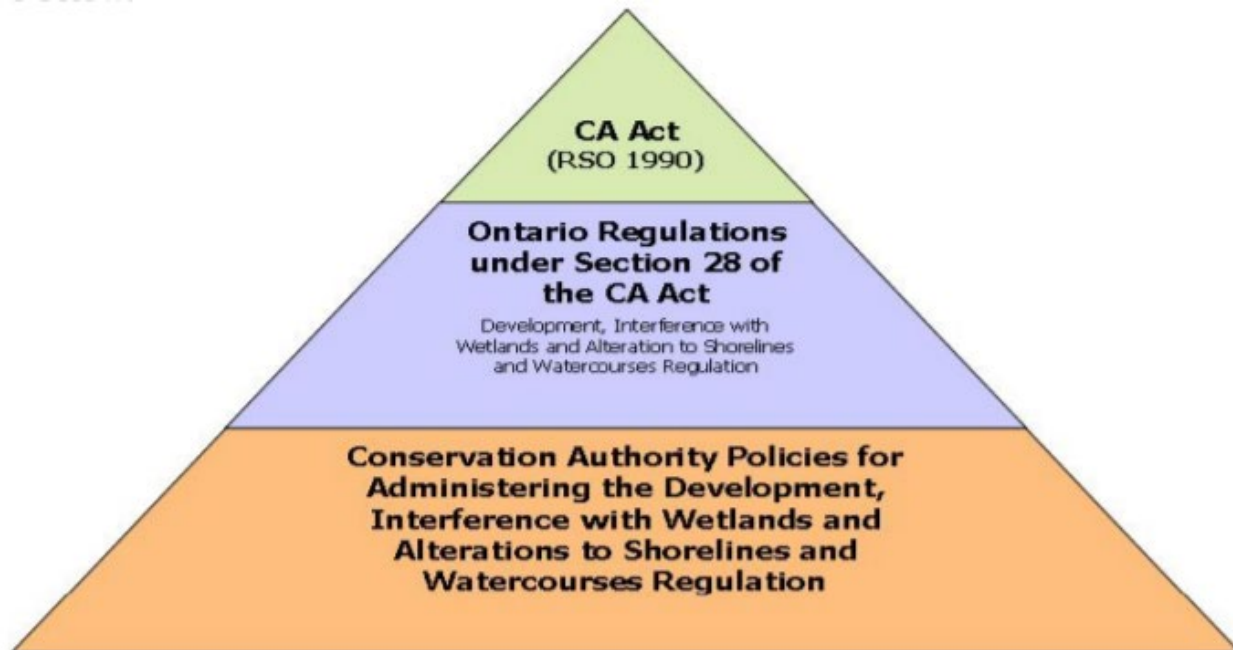 CA Act
(RSO 1990)
Ontario Regulations
under Section 28 of
the CA Act
Development, Interference with
Wetlands and Alteration to Shorelines
and Watercourses Regulation
Conservation Authority Policies for
Administering the Development,
Interference with Wetlands and
Alterations to Shorelines and
Watercourses Regulation